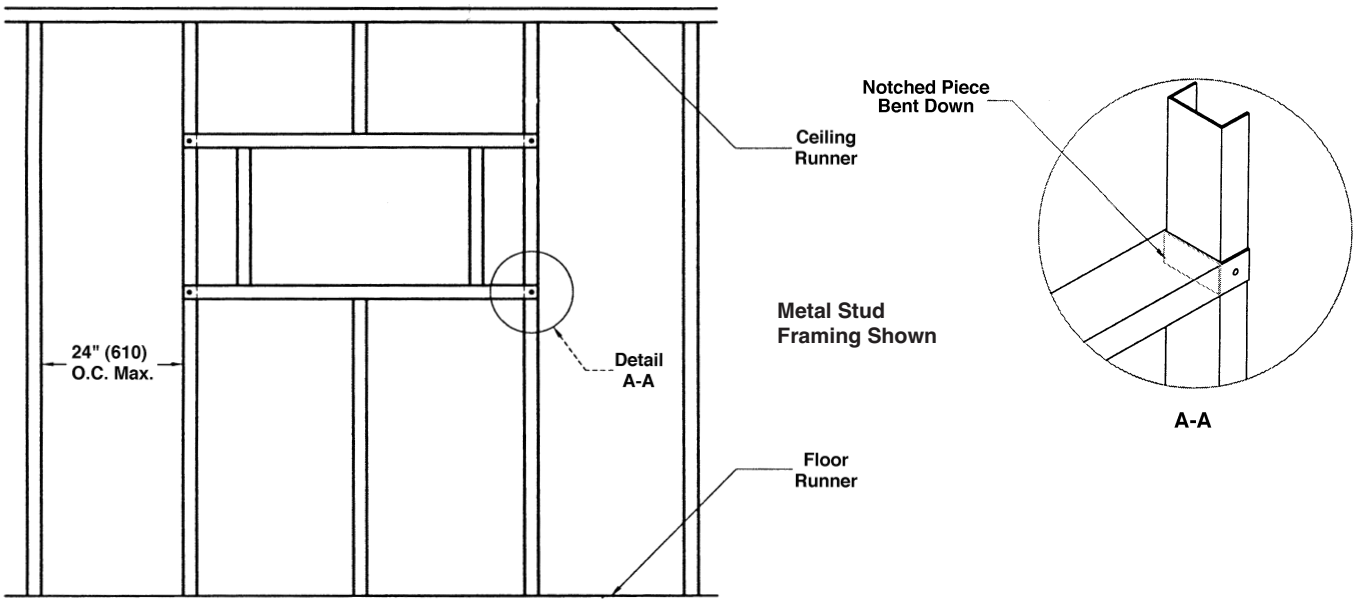 Notched Piece
Bent Down
Ceiling
Runner
Metal Stud
Framing Shown
24" (610)
O.C. Max.
Detail
A-A
A-A
Floor
Runner